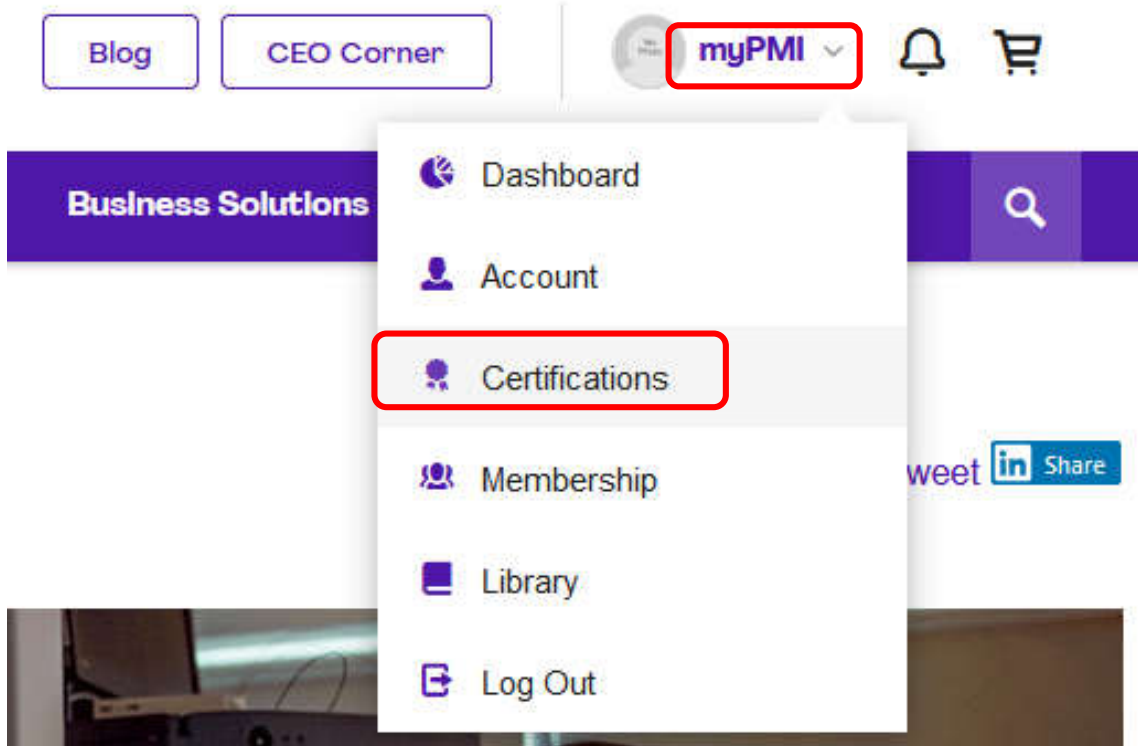 Blog
CEO Corner
myPMI
Dashboard
Business Solutions
Account
Certifications
Membership
weet
in Share
Library
Log Out